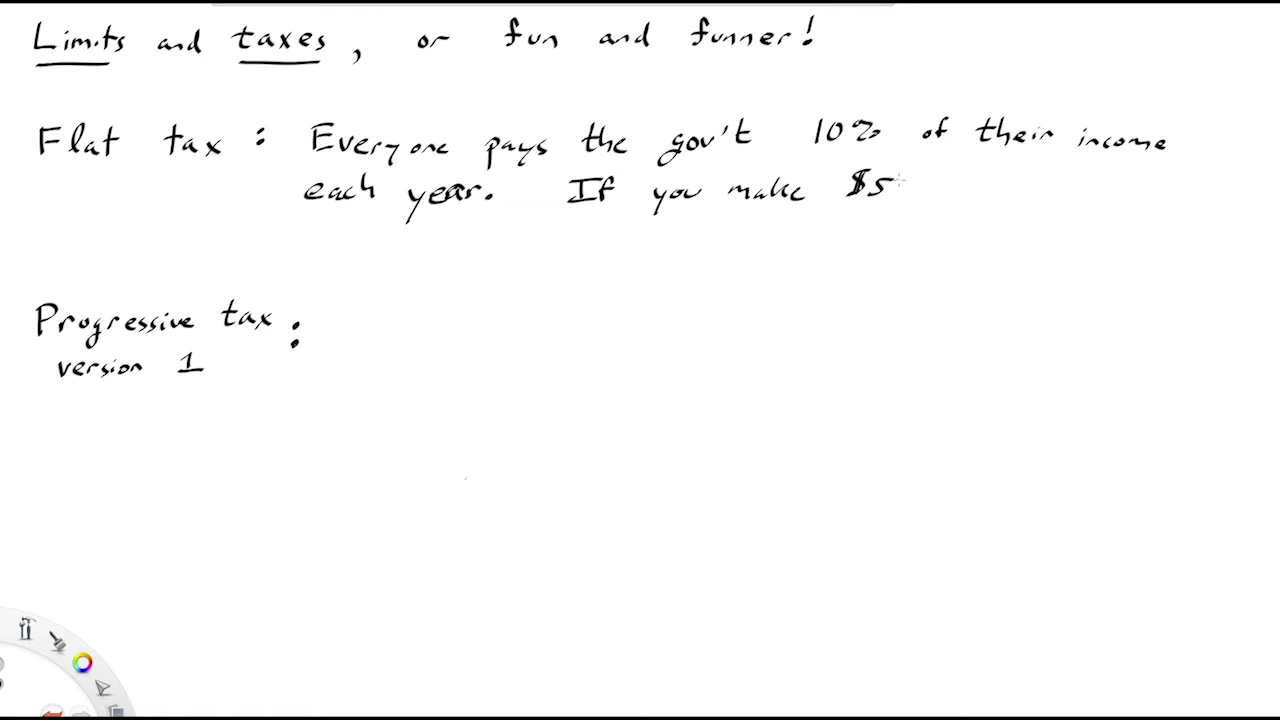 Limits and taxes, or fun and funner!
Flat tax: Everyone pays the gov't 10% of their income
each year. If you make $5
Progressive tax:
version 1